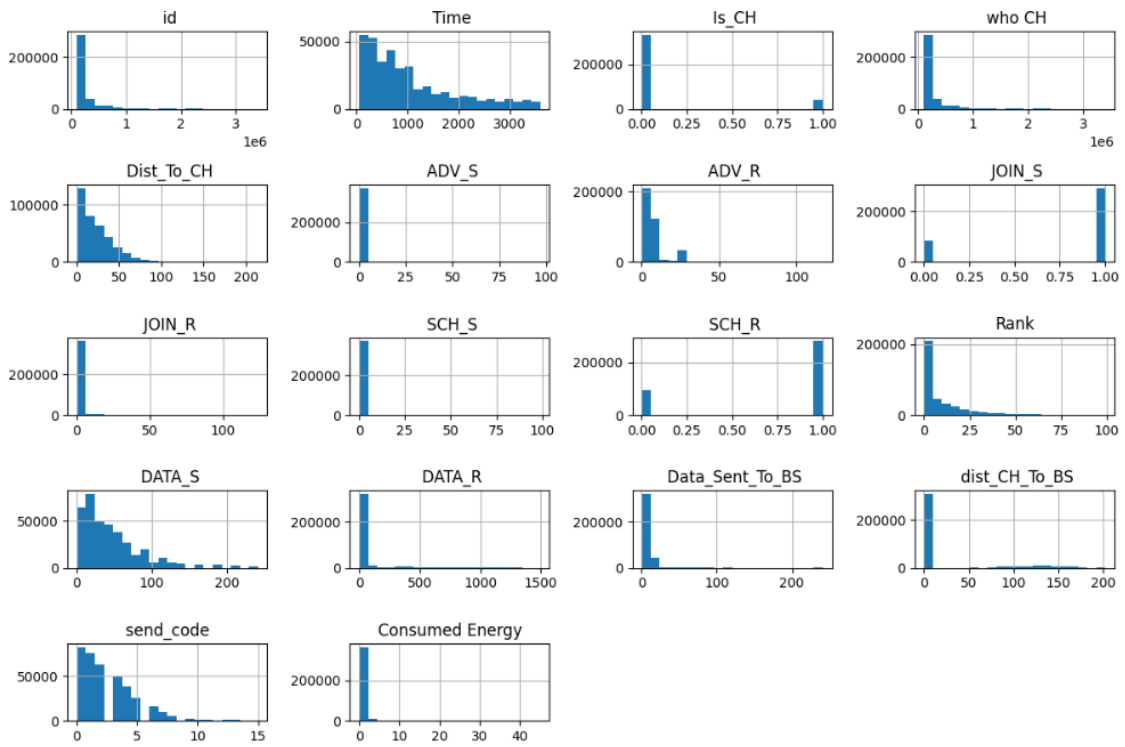 id Time Is_CH who CH
200000 50000 200000 200000
0 0 0 0
0 1 2 3 0 1000 2000 3000 0.00 0.25 0.50 0.75 1.00 0 1 2 3
1e6 1e6
Dist_To_CH ADV_S ADV_R JOIN_S
100000 200000 200000 200000
0 0 0 0
0 50 100 150 200 0 25 50 75 100 0 50 100 0.00 0.25 0.50 0.75 1.00
JOIN_R SCH_S SCH_R Rank
200000 200000 200000 200000
0 0 0 0
0 50 100 0 25 50 75 100 0.00 0.25 0.50 0.75 1.00 0 25 50 75 100
DATA_S DATA_R Data_Sent_To_BS dist_CH_To_BS
50000 200000 200000 200000
0 0 0 0
0 100 200 0 500 1000 1500 0 100 200 0 50 100 150 200
send_code Consumed Energy
50000 200000
0 0
0 5 10 15 0 10 20 30 40